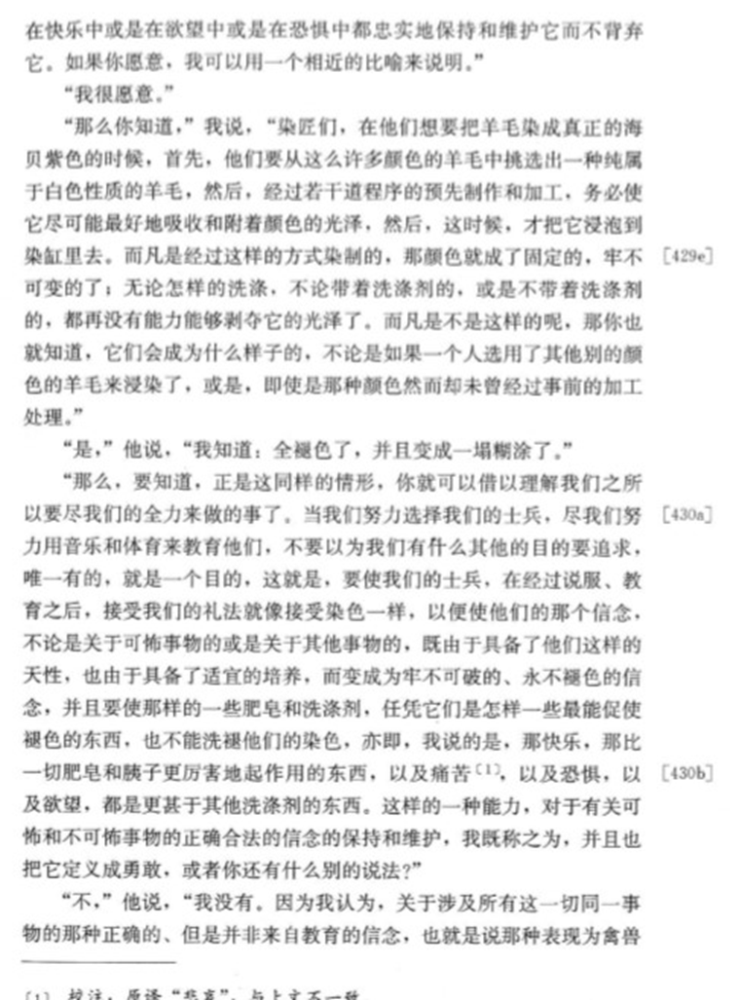 在快乐中或是在欲望中或是在恐惧中都忠实地保持和维护它而不背弃
它。如果你愿意，我可以用一个相近的比喻来说明。”
“我很愿意。”
“那么你知道，”我说，“染匠们，在他们想要把羊毛染成真正的海
贝紫色的时候，首先，他们要从这么许多颜色的羊毛中挑选出一种纯属
于白色性质的羊毛，然后，经过若干道程序的预先制作和加工，务必使
它尽可能最好地吸收和附着颜色的光泽，然后，这时候，才把它浸泡到
染缸里去。而凡是经过这样的方式染制的，那颜色就成了固定的，牢不 [429e]
可变的了；无论怎样的洗涤，不论带着洗涤剂的，或是不带着洗涤剂
的，都再没有能力能够剥夺它的光泽了。而凡是不是这样的呢，那你也
就知道，它们会成为什么样子的，不论是如果一个人选用了其他别的颜
色的羊毛来浸染了，或是，即使是那种颜色然而却未曾经过事前的加工
处理。”
“是，”他说，“我知道：全褪色了，并且变成一塌糊涂了。”
“那么，要知道，正是这同样的情形，你就可以借以理解我们之所
以要尽我们的全力来做的事了。当我们努力选择我们的士兵，尽我们努 [430a]
力用音乐和体育来教育他们，不要以为我们有什么其他的目的要追求，
唯一有的，就是一个目的，这就是，要使我们的士兵，在经过说服、教
育之后，接受我们的礼法就像接受染色一样，以便使他们的那个信念，
不论是关于可怖事物的或是关于其他事物的，既由于具备了他们这样的
天性，也由于具备了适宜的培养，而变成为牢不可破的、永不褪色的信
念，并且要使那样的一些肥皂和洗涤剂，任凭它们是怎样一些最能促使
褪色的东西，也不能洗褪他们的染色，亦即，我说的是，那快乐，那比
一切肥皂和胰子更厉害地起作用的东西，以及痛苦[1]，以及恐惧，以 [430b]
及欲望，都是更甚于其他洗涤剂的东西。这样的一种能力，对于有关可
怖和不可怖事物的正确合法的信念的保持和维护，我既称之为，并且也
把它定义成勇敢，或者你还有什么别的说法?”
“不，”他说，“我没有。因为我认为，关于涉及所有这一切同一事
物的那种正确的、但是并非来自教育的信念，也就是说那种表现为禽兽
[1] 校注：原译“悲哀”，与上文不一致